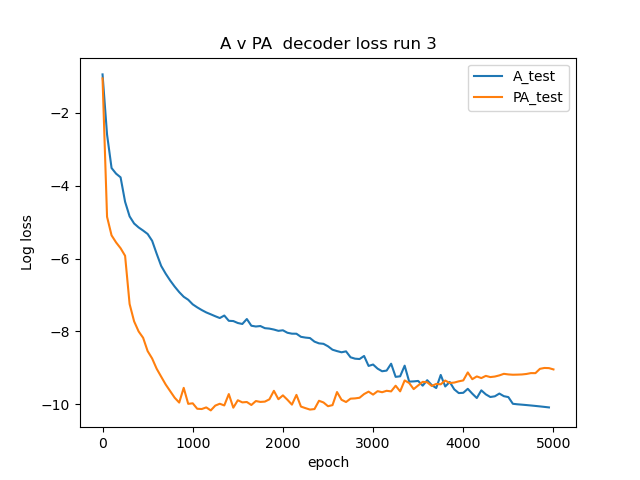 A v PA  decoder loss run 3
A_test
PA_test
Log loss
−2
−4
−6
−8
−10
0 1000 2000 3000 4000 5000
epoch